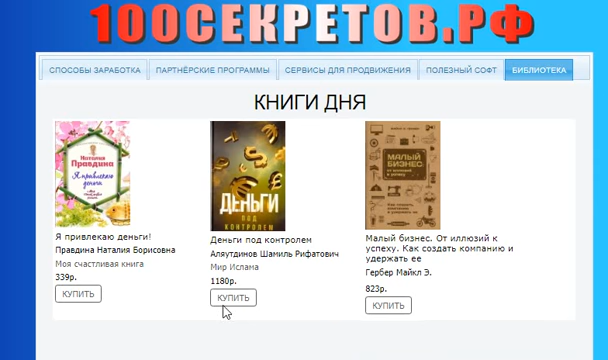 100СЕКРЕТОВ.РФ
СПОСОБЫ ЗАРАБОТКА
ПАРТНЁРСКИЕ ПРОГРАММЫ
СЕРВИСЫ ДЛЯ ПРОДВИЖЕНИЯ
ПОЛЕЗНЫЙ СОФТ
БИБЛИОТЕКА
КНИГИ ДНЯ
Наталия
Правдина
Я привлекаю
деньги
Я привлекаю деньги!
Правдина Наталия Борисовна
Моя счастливая книга
339р.
КУПИТЬ
ДЕНЬГИ
ПОД
КОНТРОЛЕМ
Деньги под контролем
Аляутдинов Шамиль Рифатович
Мир Ислама
1180р.
КУПИТЬ
МАЛЫЙ
БИЗНЕС
Малый бизнес. От иллюзий к
успеху. Как создать компанию и
удержать ее
Гербер Майкл Э.
823р.
КУПИТЬ